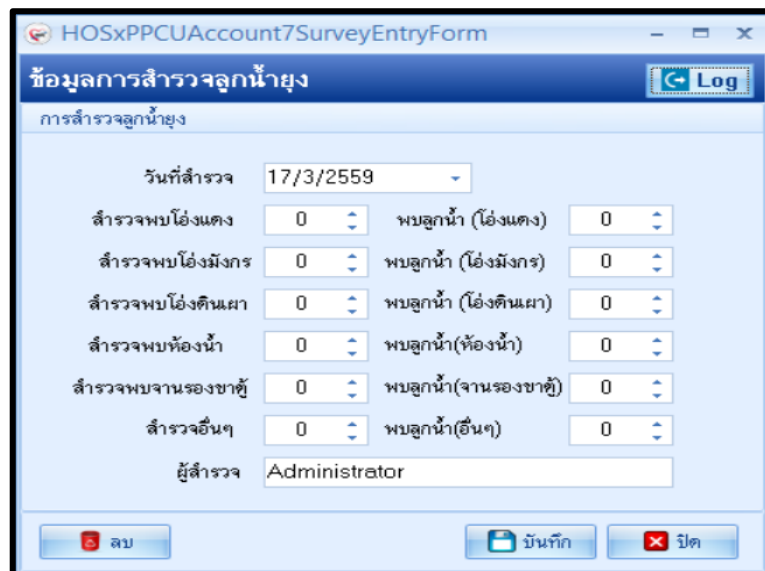 HOSxPPCUAccount7SurveyEntryForm
ข้อมูลการสำรวจลูกน้ำยุง Log
การสำรวจลูกน้ำยุง
วันที่สำรวจ 17/3/2559
สำรวจพบโอ่งแดง 0 พบลูกน้ำ (โอ่งแดง) 0
สำรวจพบโอ่งมังกร 0 พบลูกน้ำ (โอ่งมังกร) 0
สำรวจพบโอ่งดินเผา 0 พบลูกน้ำ (โอ่งดินเผา) 0
สำรวจพบห้องน้ำ 0 พบลูกน้ำ(ห้องน้ำ) 0
สำรวจพบจานรองขาตู้ 0 พบลูกน้ำ(จานรองขาตู้) 0
สำรวจอื่นๆ 0 พบลูกน้ำ(อื่นๆ) 0
ผู้สำรวจ Administrator
ลบ บันทึก ปิด